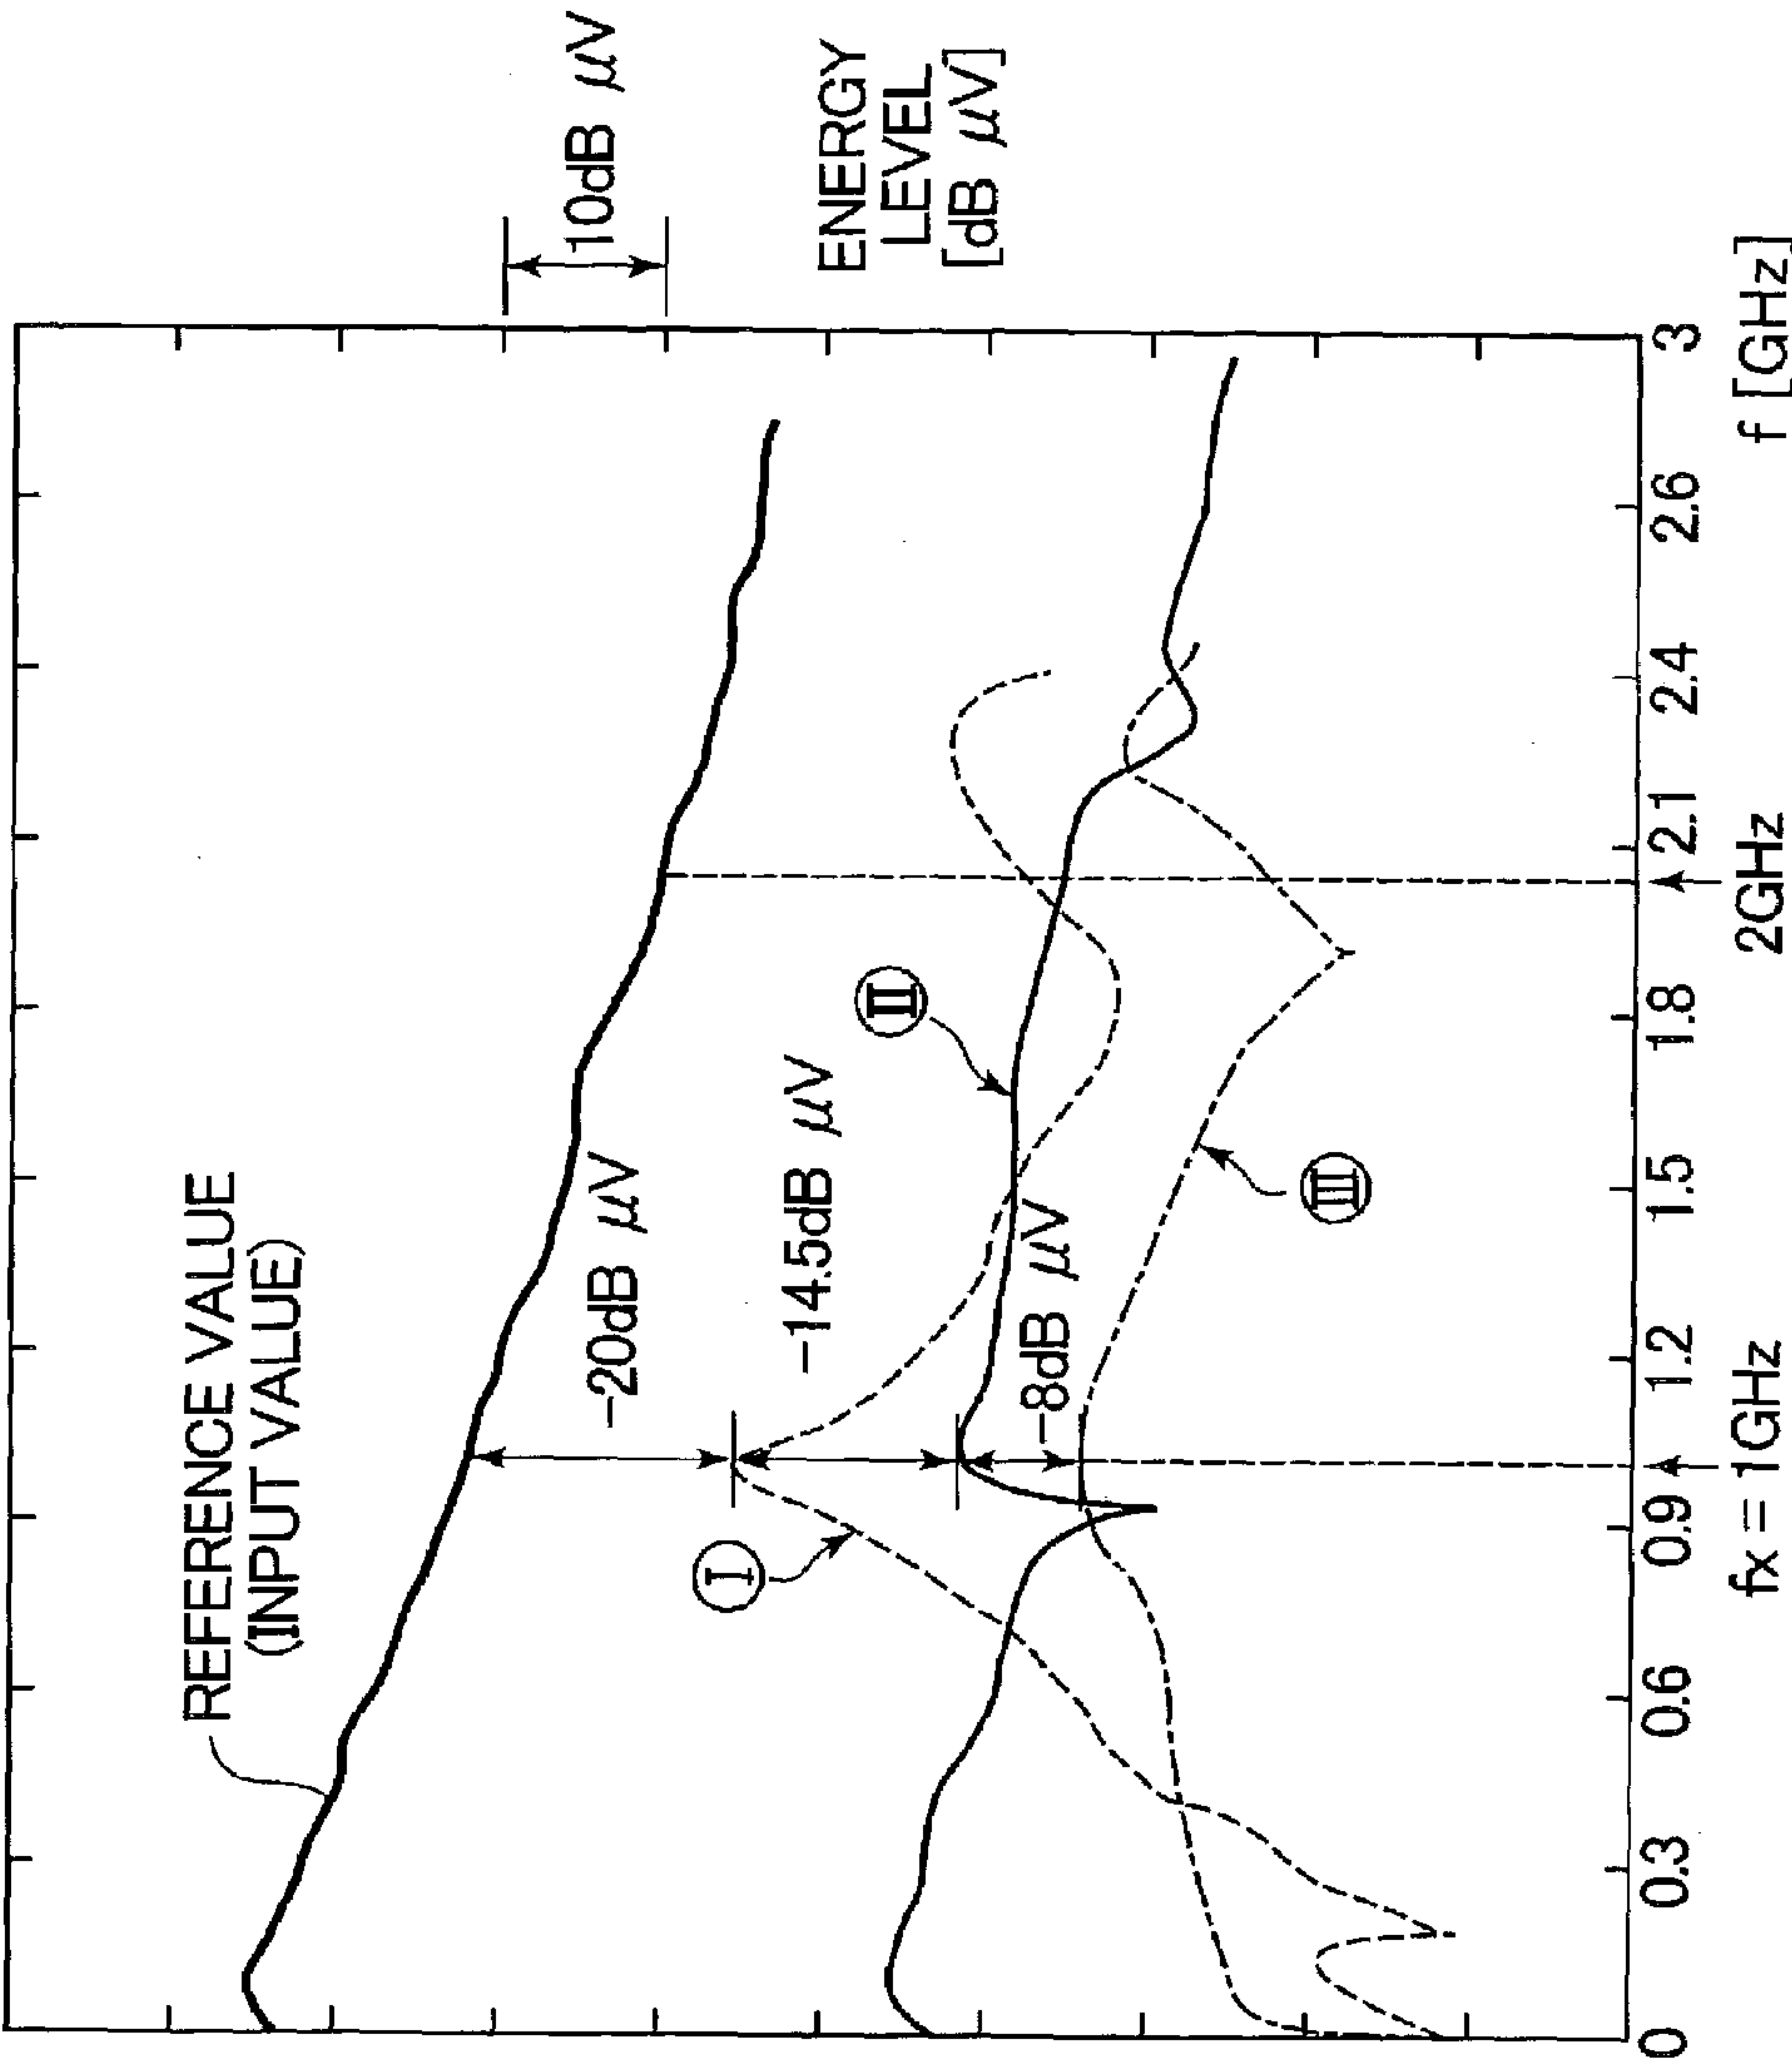 REFERENCE VALUE
(INPUT VALUE)
-20dB μV
-14.5dB μV
-8dB μV
I
II
III
10dB μV
ENERGY
LEVEL
[dB μV]
0
0.3
0.6
0.9
1.2
1.5
1.8
2.1
2.4
2.6
3
fx = 1GHz
2GHz
f [GHz]